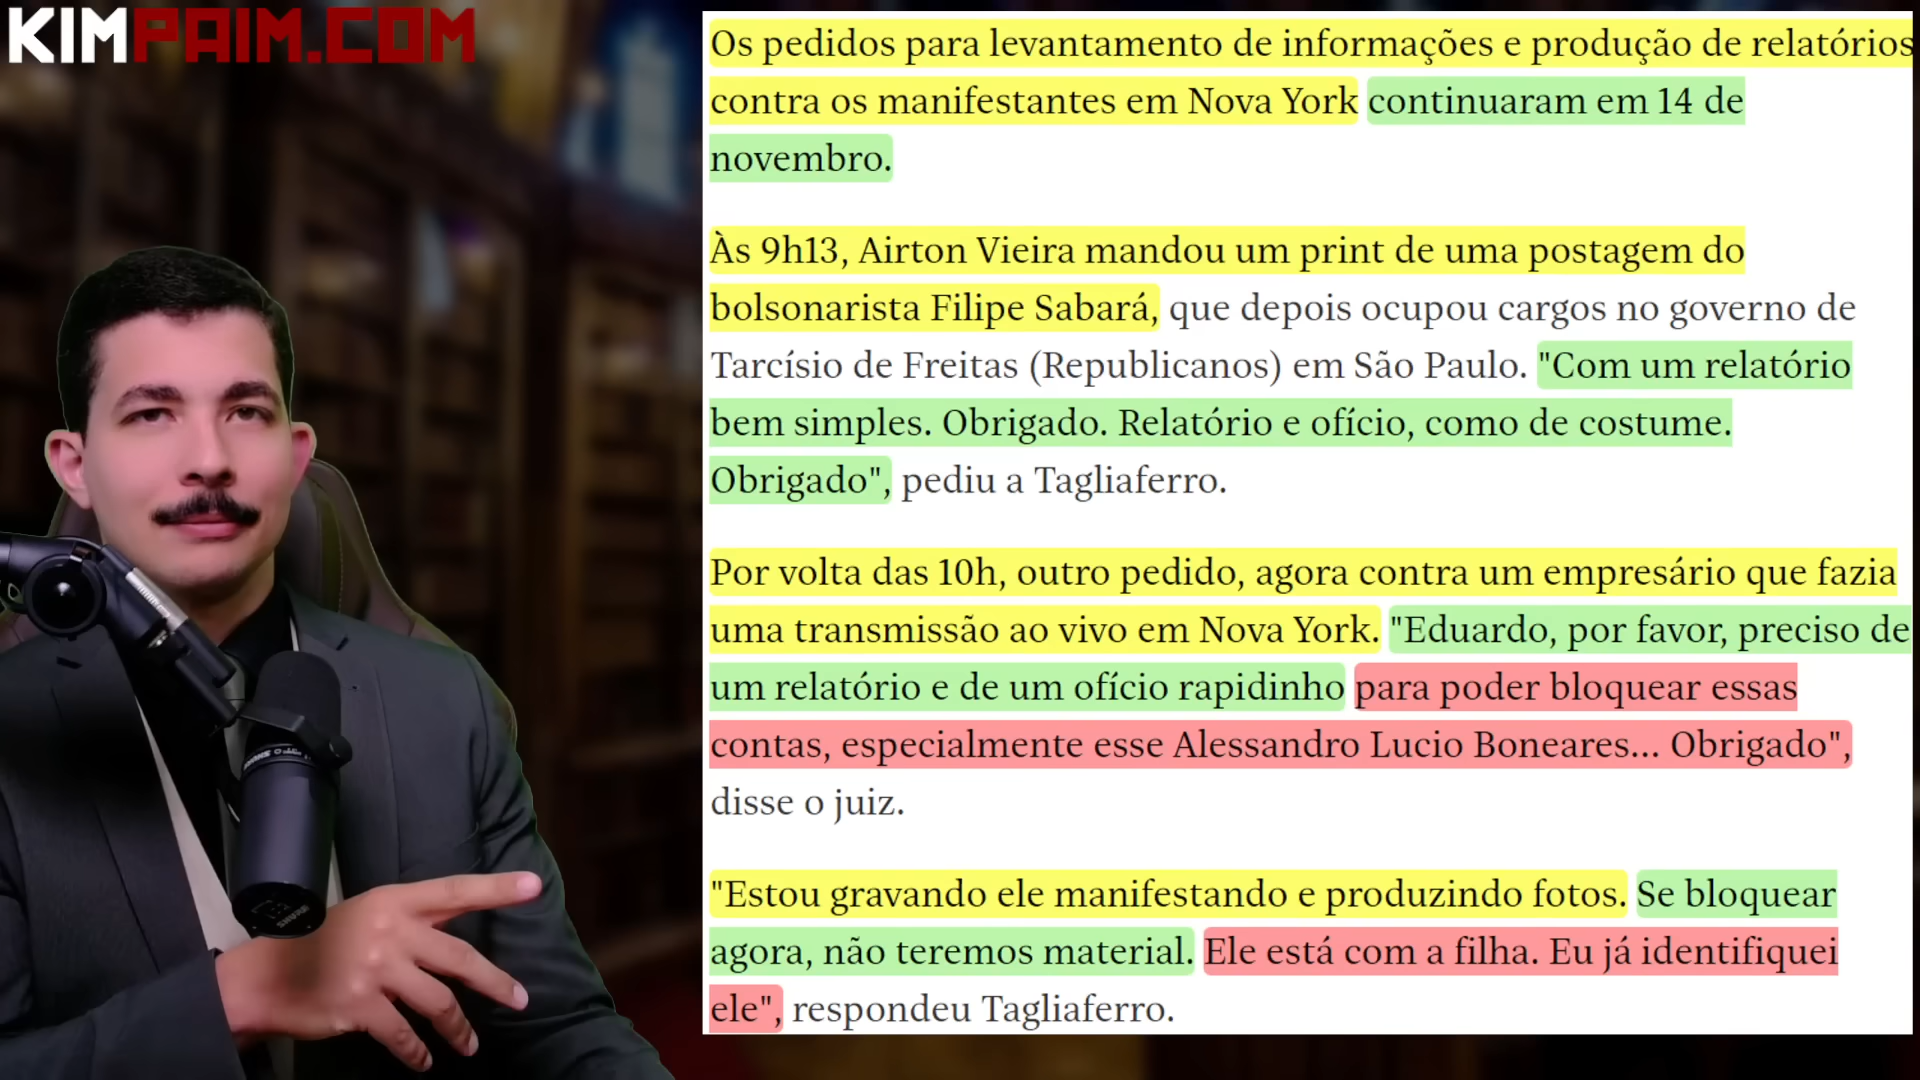 KIMPAIM.COM
Os pedidos para levantamento de informações e produção de relatórios
contra os manifestantes em Nova York continuaram em 14 de
novembro.
Às 9h13, Airton Vieira mandou um print de uma postagem do
bolsonarista Filipe Sabará, que depois ocupou cargos no governo de
Tarcísio de Freitas (Republicanos) em São Paulo. "Com um relatório
bem simples. Obrigado. Relatório e ofício, como de costume.
Obrigado", pediu a Tagliaferro.
Por volta das 10h, outro pedido, agora contra um empresário que fazia
uma transmissão ao vivo em Nova York. "Eduardo, por favor, preciso de
um relatório e de um ofício rapidinho para poder bloquear essas
contas, especialmente esse Alessandro Lucio Boneares... Obrigado",
disse o juiz.
"Estou gravando ele manifestando e produzindo fotos. Se bloquear
agora, não teremos material. Ele está com a filha. Eu já identifiquei
ele", respondeu Tagliaferro.